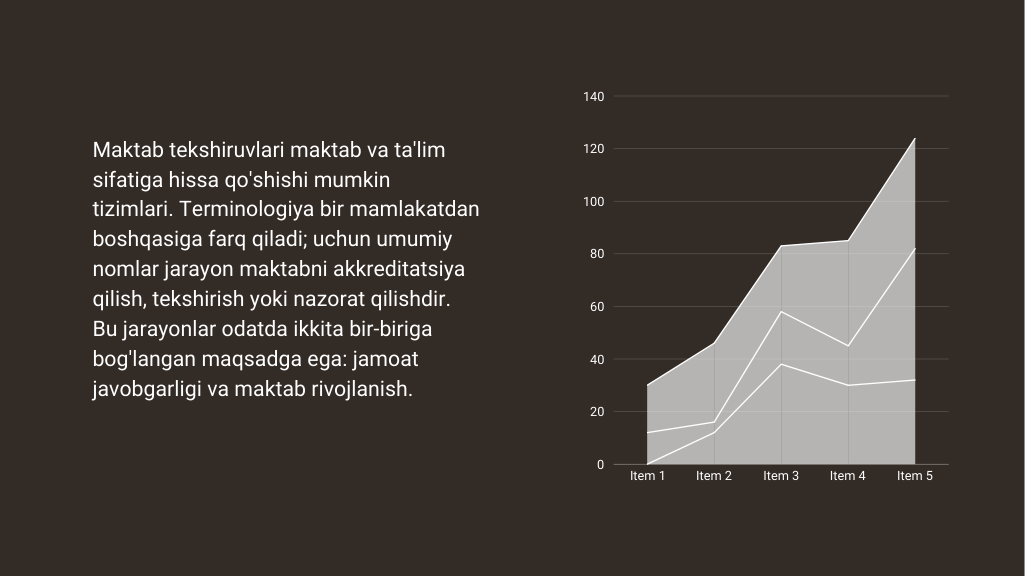 Maktab tekshiruvlari maktab va ta'lim
sifatiga hissa qo'shishi mumkin
tizimlari. Terminologiya bir mamlakatdan
boshqasiga farq qiladi; uchun umumiy
nomlar jarayon maktabni akkreditatsiya
qilish, tekshirish yoki nazorat qilishdir.
Bu jarayonlar odatda ikkita bir-biriga
bog'langan maqsadga ega: jamoat
javobgarligi va maktab rivojlanish.
140
120
100
80
60
40
20
0
Item 1 Item 2 Item 3 Item 4 Item 5